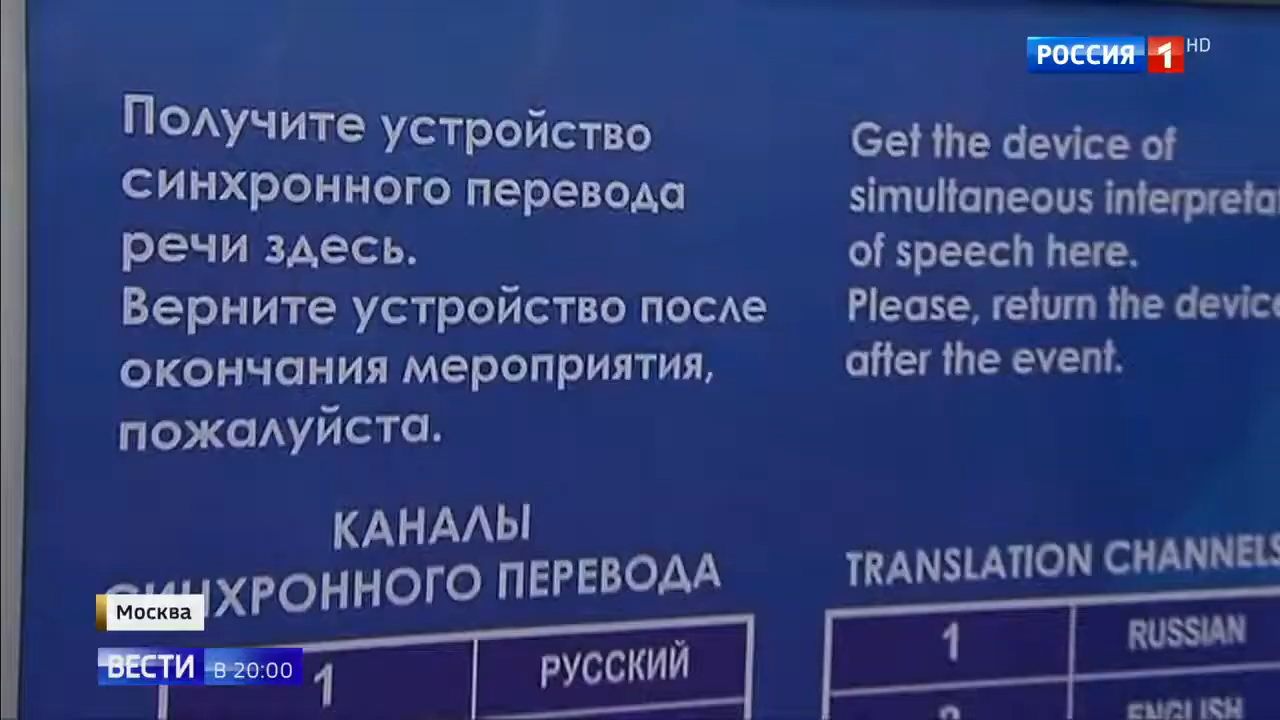 РОССИЯ 1 HD
Получите устройство
синхронного перевода
речи здесь.
Верните устройство после
окончания мероприятия,
пожалуйста.
КАНАЛЫ
СИНХРОННОГО ПЕРЕВОДА
1 РУССКИЙ
Get the device of
simultaneous
of speech here.
Please, return the
after the event.
TRANSLATION CHANNELS
1 RUSSIAN
ENGLISH
Москва
ВЕСТИ В 20:00